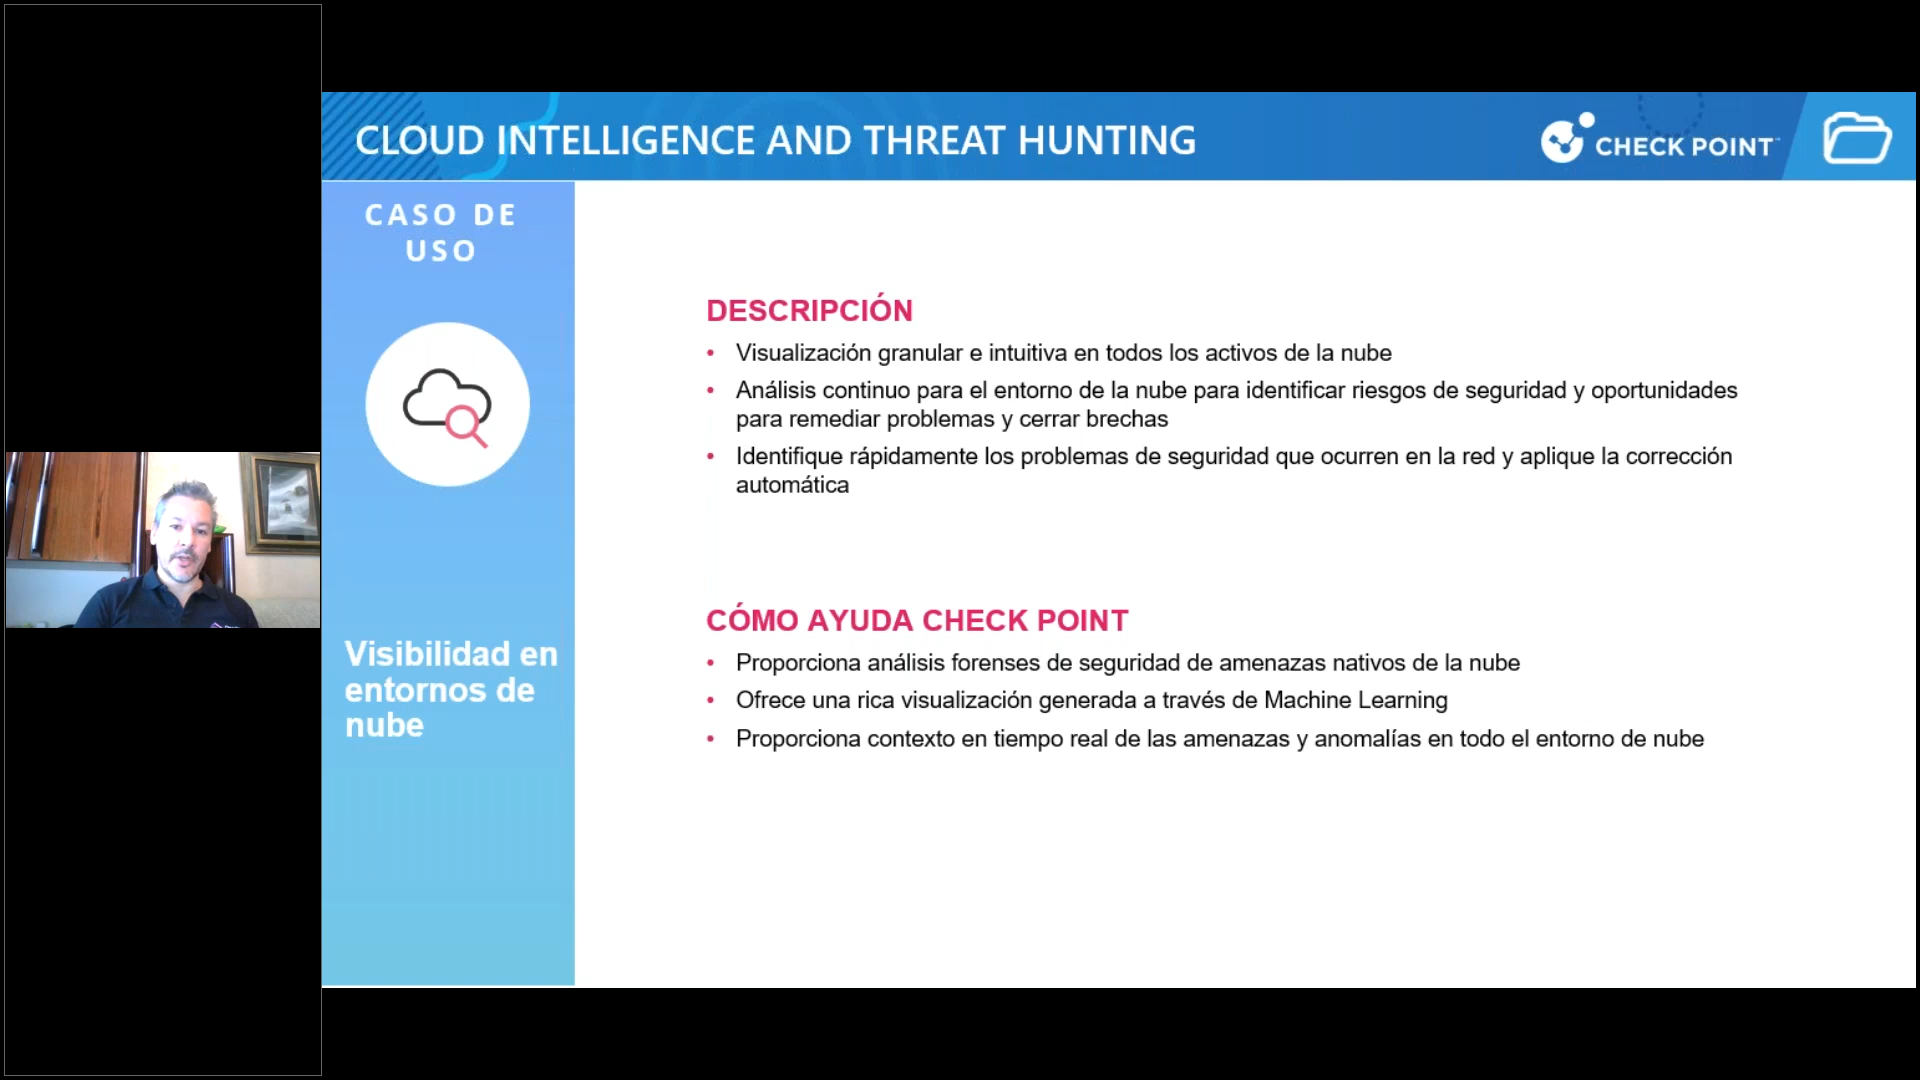 CLOUD INTELLIGENCE AND THREAT HUNTING
CHECK POINT
CASO DE
USO
Visibilidad en
entornos de
nube
DESCRIPCIÓN
• Visualización granular e intuitiva en todos los activos de la nube
• Análisis continuo para el entorno de la nube para identificar riesgos de seguridad y oportunidades
para remediar problemas y cerrar brechas
• Identifique rápidamente los problemas de seguridad que ocurren en la red y aplique la corrección
automática
CÓMO AYUDA CHECK POINT
• Proporciona análisis forenses de seguridad de amenazas nativos de la nube
• Ofrece una rica visualización generada a través de Machine Learning
• Proporciona contexto en tiempo real de las amenazas y anomalías en todo el entorno de nube